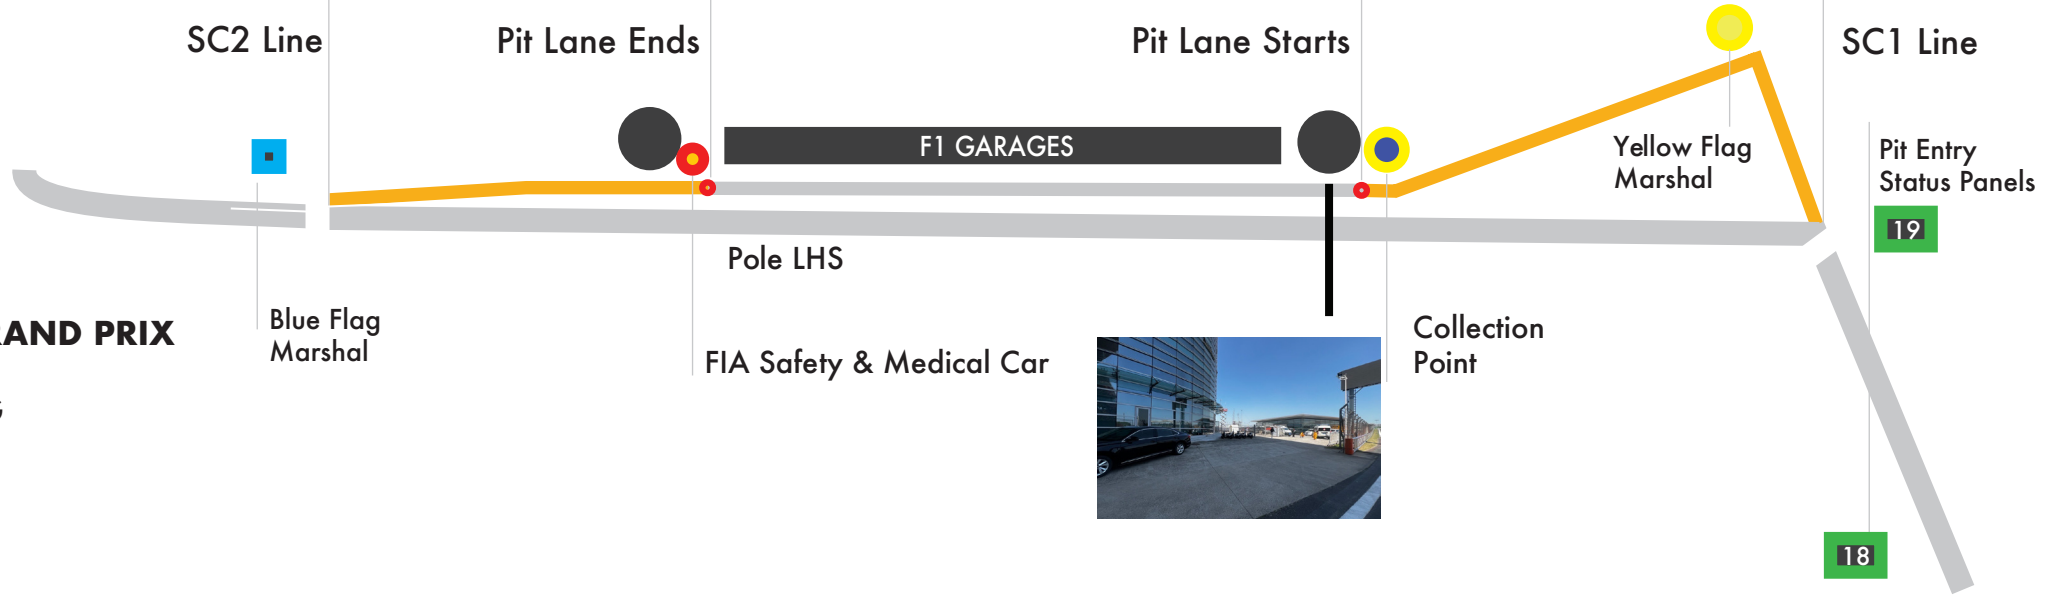 SC2 Line
Pit Lane Ends
Pit Lane Starts
SC1 Line
F1 GARAGES
Yellow Flag
Marshal
Pit Entry
Status Panels
19
Pole LHS
Blue Flag
Marshal
FIA Safety & Medical Car
Collection
Point
RAND PRIX
18